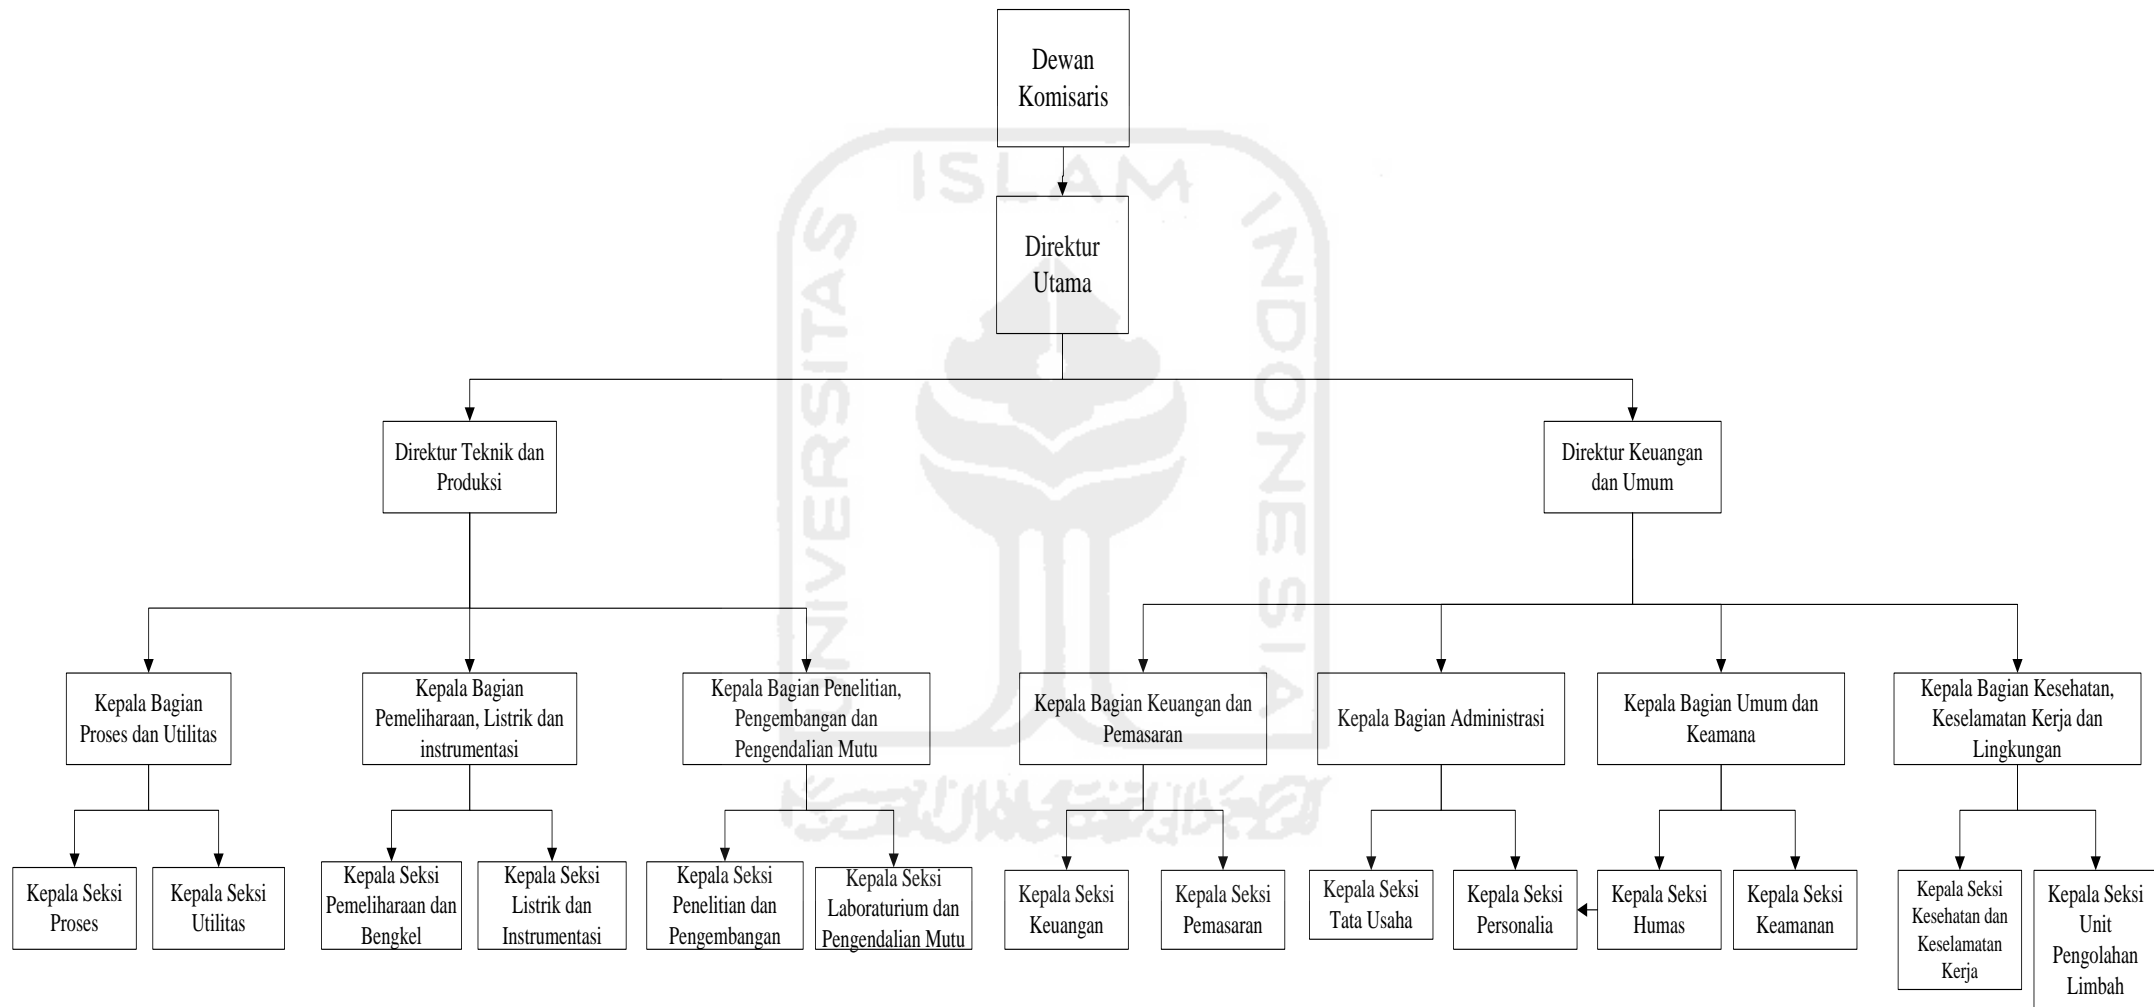 Dewan
Komisaris
UNIVERSITAS
ISLAM
INDONESIA
Direktur
Utama
Direktur Teknik dan
Produksi
Direktur Keuangan
dan Umum
Kepala Bagian
Proses dan Utilitas
Kepala Bagian
Pemeliharaan, Listrik dan
instrumentasi
Kepala Bagian Penelitian,
Pengembangan dan
Pengendalian Mutu
Kepala Bagian Keuangan dan
Pemasaran
Kepala Bagian Administrasi
Kepala Bagian Umum dan
Keamana
Kepala Bagian Kesehatan,
Keselamatan Kerja dan
Lingkungan
Kepala Seksi
Proses
Kepala Seksi
Utilitas
Kepala Seksi
Pemeliharaan dan
Bengkel
Kepala Seksi
Listrik dan
Instrumentasi
Kepala Seksi
Penelitian dan
Pengembangan
Kepala Seksi
Laboraturium dan
Pengendalian Mutu
Kepala Seksi
Keuangan
Kepala Seksi
Pemasaran
Kepala Seksi
Tata Usaha
Kepala Seksi
Personalia
Kepala Seksi
Humas
Kepala Seksi
Keamanan
Kepala Seksi
Kesehatan dan
Keselamatan
Kerja
Kepala Seksi
Unit
Pengolahan
Limbah